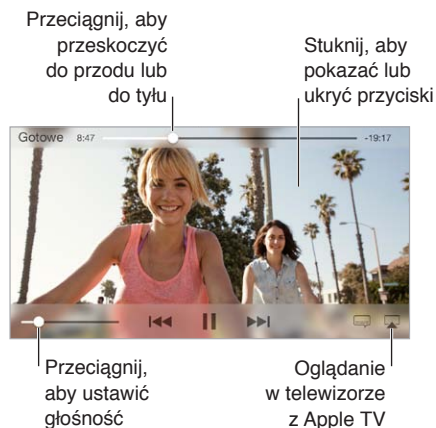 Przeciągnij, aby
przeskoczyć
do przodu lub
do tyłu
Stuknij, aby
pokazać lub
ukryć przyciski
Gotowe
8:47
-19:17
Przeciągnij,
aby ustawić
głośność
Oglądanie
w telewizorze
z Apple TV